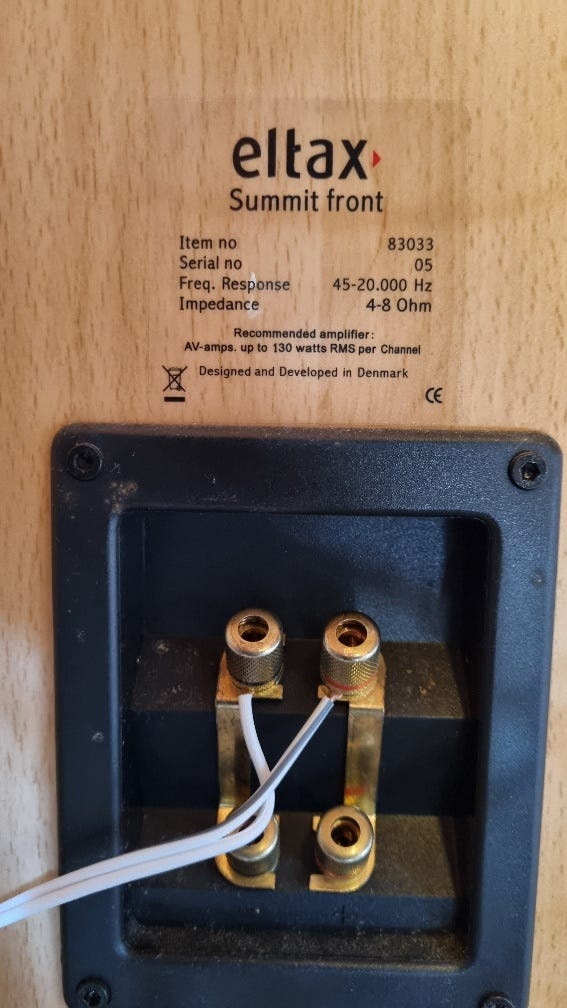 eltax
Summit front
Item no 83033
Serial no 05
Freq. Response 45-20.000 Hz
Impedance 4-8 Ohm
Recommended amplifier:
AV-amps. up to 130 watts RMS per Channel
Designed and Developed in Denmark
CE